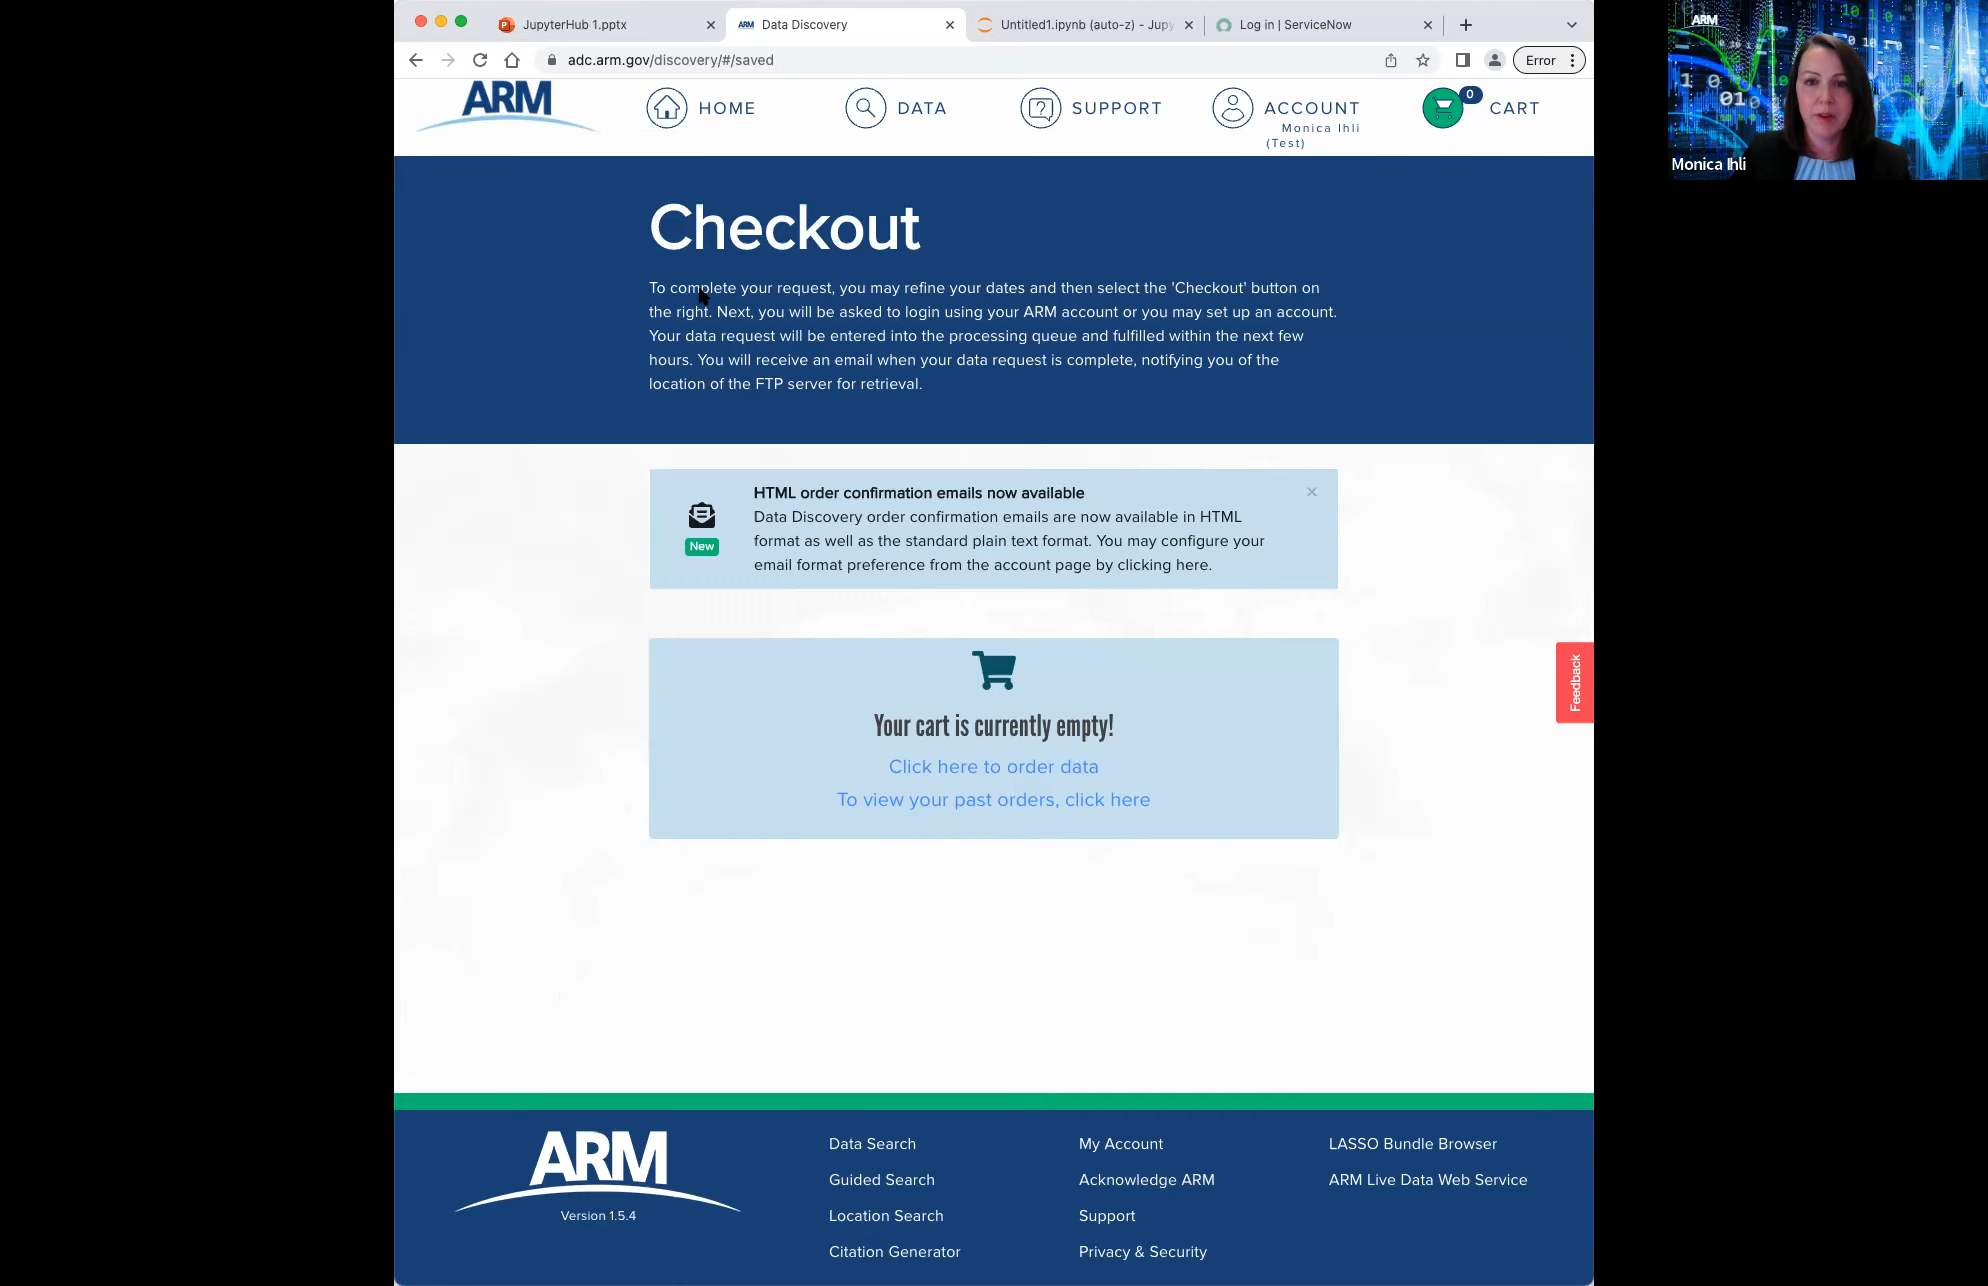 JupyterHub 1.pptx
Data Discovery
Untitled1.ipynb (auto-z) - Jupy
Log in | ServiceNow
adc.arm.gov/discovery/#/saved
Error
ARM
HOME
DATA
SUPPORT
ACCOUNT
Monica Ihli
(Test)
0
CART
ARM
Monica Ihli
Checkout
To complete your request, you may refine your dates and then select the 'Checkout' button on
the right. Next, you will be asked to login using your ARM account or you may set up an account.
Your data request will be entered into the processing queue and fulfilled within the next few
hours. You will receive an email when your data request is complete, notifying you of the
location of the FTP server for retrieval.
HTML order confirmation emails now available
Data Discovery order confirmation emails are now available in HTML
format as well as the standard plain text format. You may configure your
email format preference from the account page by clicking here.
New
Your cart is currently empty!
Click here to order data
To view your past orders, click here
Feedback
ARM
Version 1.5.4
Data Search
Guided Search
Location Search
Citation Generator
My Account
Acknowledge ARM
Support
Privacy & Security
LASSO Bundle Browser
ARM Live Data Web Service